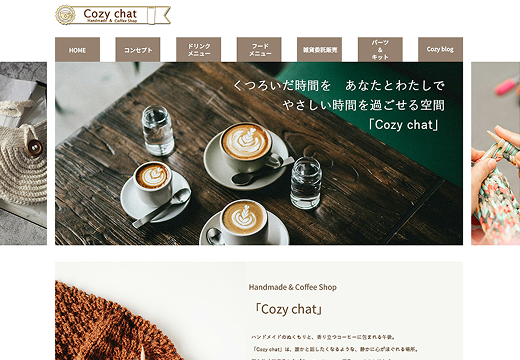 Cozy chat
Handmade & Coffee Shop
HOME
コンセプト
ドリンク
メニュー
フード
メニュー
雑貨委託販売
パーツ
&
キット
Cozy blog
くつろいだ時間を　あなたとわたしで
やさしい時間を過ごせる空間
「Cozy chat」
Handmade & Coffee Shop
「Cozy chat」
ハンドメイドのぬくもりと、香り立つコーヒーに包まれる午後。
「Cozy chat」は、誰かと話したくなるような、静かに心がほぐれる場所。